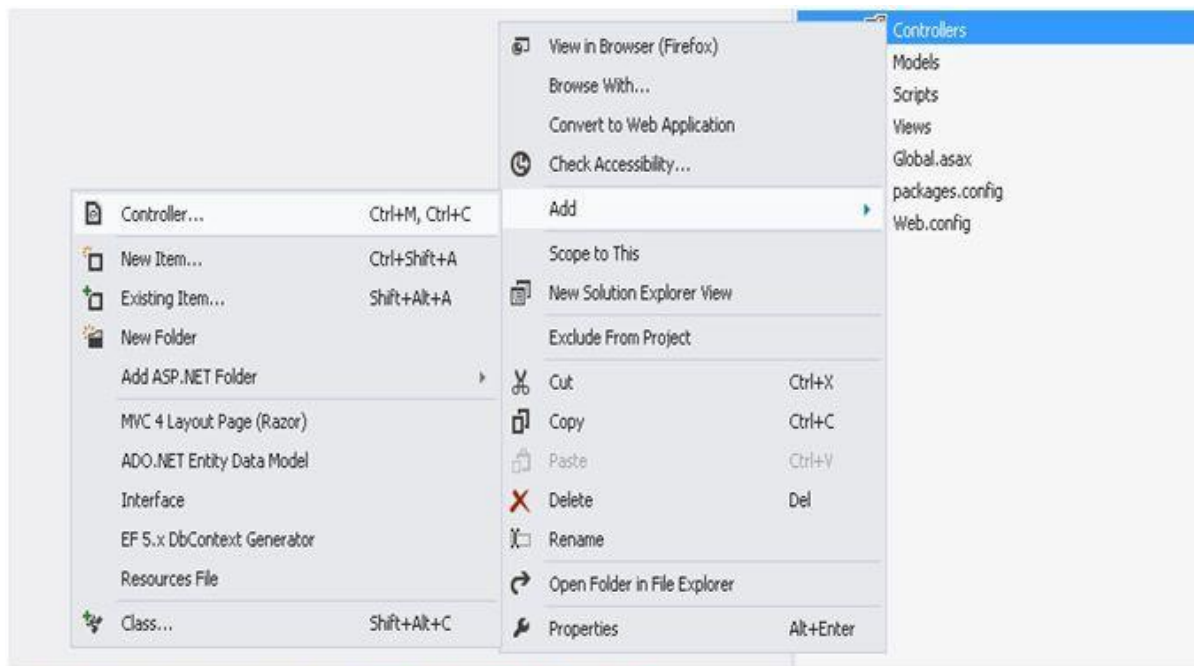 Controllers
Models
Scripts
Views
Global.asax
packages.config
Web.config
View in Browser (Firefox)
Browse With...
Convert to Web Application
Check Accessibility...
Add
Scope to This
New Solution Explorer View
Exclude From Project
Cut Ctrl+X
Copy Ctrl+C
Paste Ctrl+V
Delete Del
Rename
Open Folder in File Explorer
Properties Alt+Enter
Controller... Ctrl+M, Ctrl+C
New Item... Ctrl+Shift+A
Existing Item... Shift+Alt+A
New Folder
Add ASP.NET Folder
MVC 4 Layout Page (Razor)
ADO.NET Entity Data Model
Interface
EF 5.x DbContext Generator
Resources File
Class... Shift+Alt+C